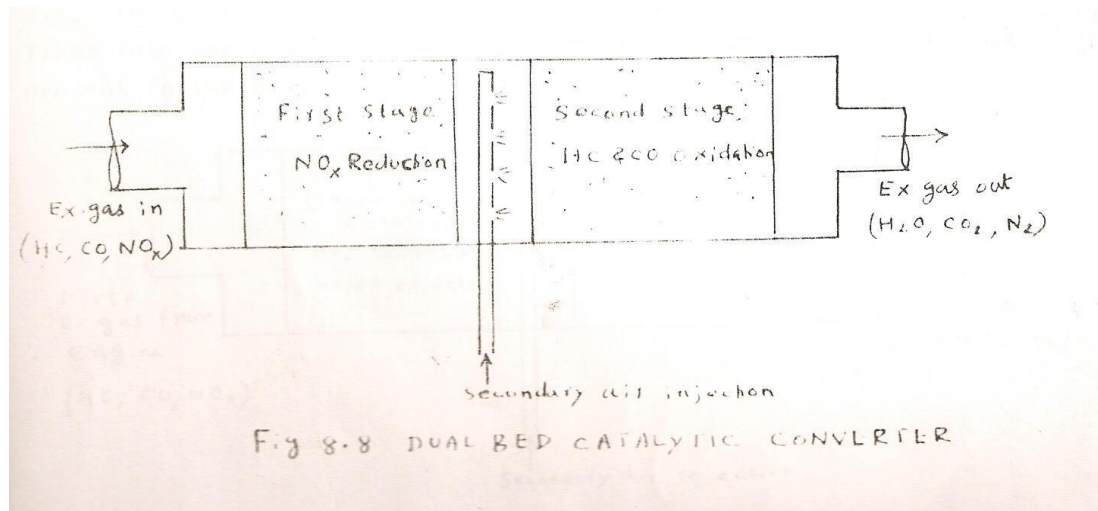 First Stage
NOx Reduction
Second stage
HC & CO Oxidation
Ex. gas in
(HC, CO, NOx)
Ex gas out
(H2O, CO2, N2)
secondary air injection
Fig 8.8 DUAL BED CATALYTIC CONVERTER